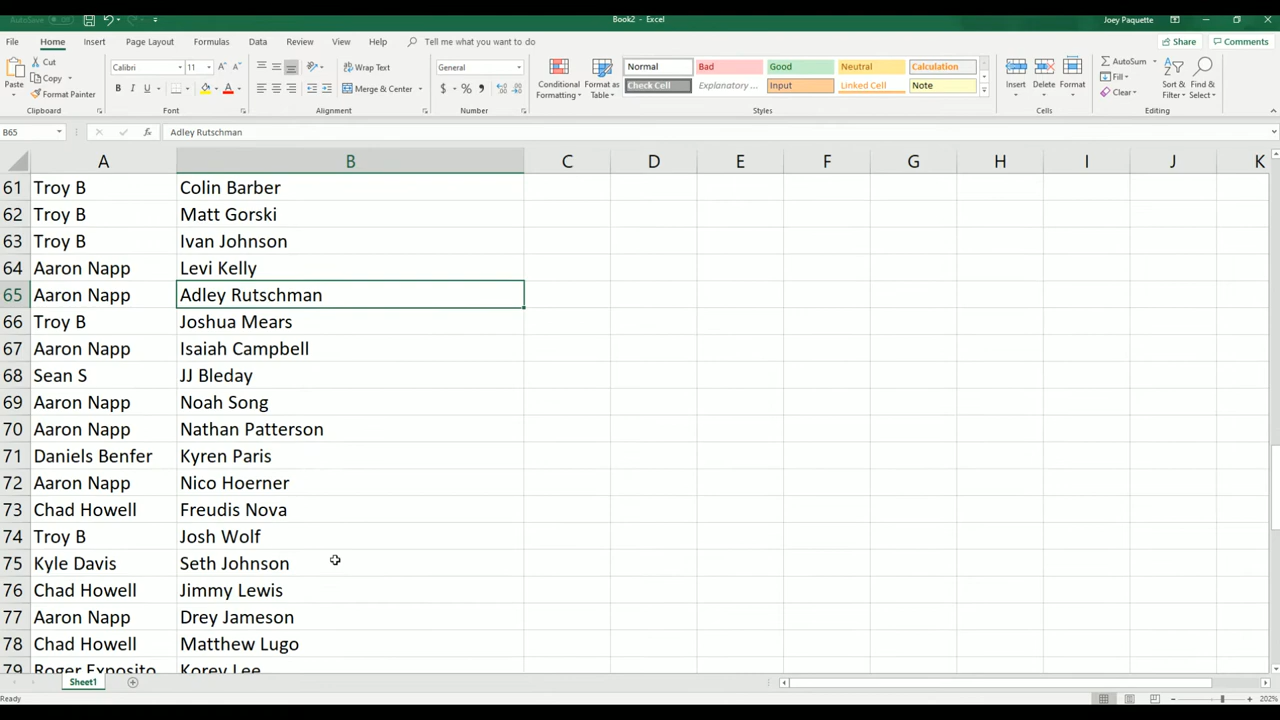 AutoSave Off
Book2 - Excel
Joey Paquette
File Home Insert Page Layout Formulas Data Review View Help Tell me what you want to do Share Comments
Paste
Cut
Copy
Format Painter
Clipboard
Calibri 11
B I U
Font
Wrap Text
Merge & Center
Alignment
General
$ % ,
Number
Conditional Formatting
Format as Table
Normal Bad Good Neutral Calculation
Check Cell Explanatory ... Input Linked Cell Note
Styles
Insert Delete Format
Cells
AutoSum
Fill
Clear
Sort & Filter
Find & Select
Editing
B65 fx Adley Rutschman
A B C D E F G H I J K
61 Troy B Colin Barber
62 Troy B Matt Gorski
63 Troy B Ivan Johnson
64 Aaron Napp Levi Kelly
65 Aaron Napp Adley Rutschman
66 Troy B Joshua Mears
67 Aaron Napp Isaiah Campbell
68 Sean S JJ Bleday
69 Aaron Napp Noah Song
70 Aaron Napp Nathan Patterson
71 Daniels Benfer Kyren Paris
72 Aaron Napp Nico Hoerner
73 Chad Howell Freudis Nova
74 Troy B Josh Wolf
75 Kyle Davis Seth Johnson
76 Chad Howell Jimmy Lewis
77 Aaron Napp Drey Jameson
78 Chad Howell Matthew Lugo
79 Roger Exposito Korey Lee
Sheet1
Ready
202%